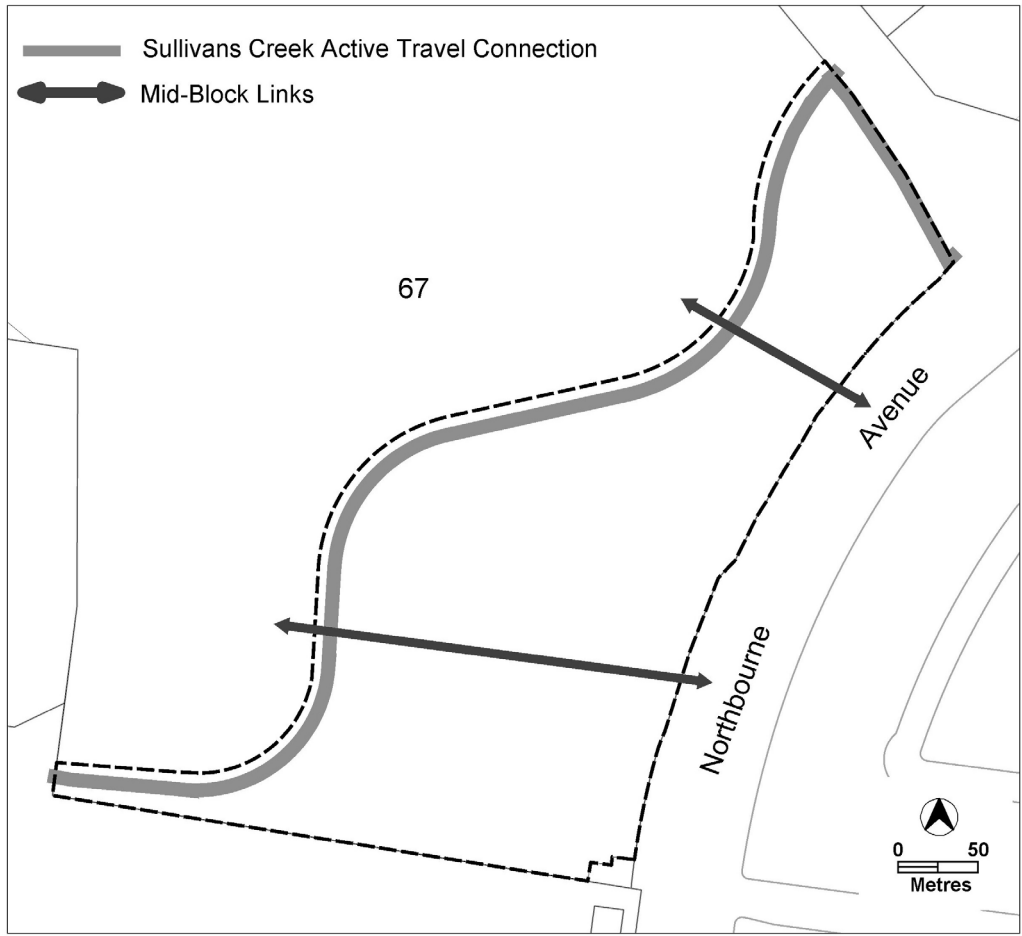 Sullivans Creek Active Travel Connection
Mid-Block Links
67
Northbourne Avenue
0 50
Metres